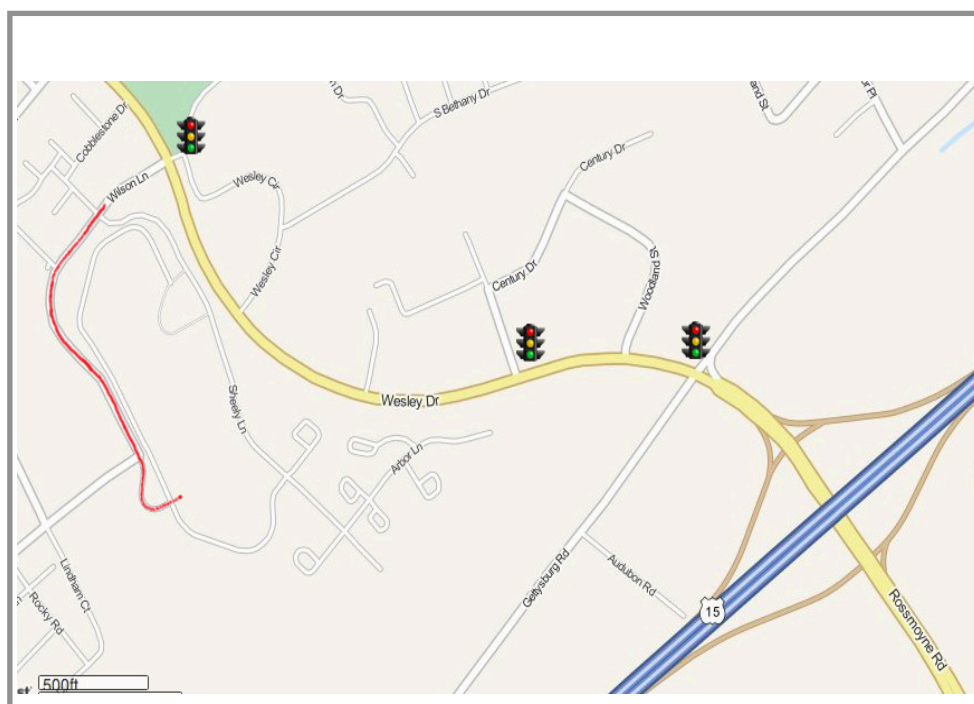 S Bethany Dr
Cobblestone Dr
Century Dr
Wesley Cir
Wilson Ln
Wesley Cir
Woodland St
Century Dr
Sheely Ln
Wesley Dr
Arbor Ln
Gettysburg Rd
Audubon Rd
Lindham Ct
Rocky Rd
15
Rossmoyne Rd
500ft